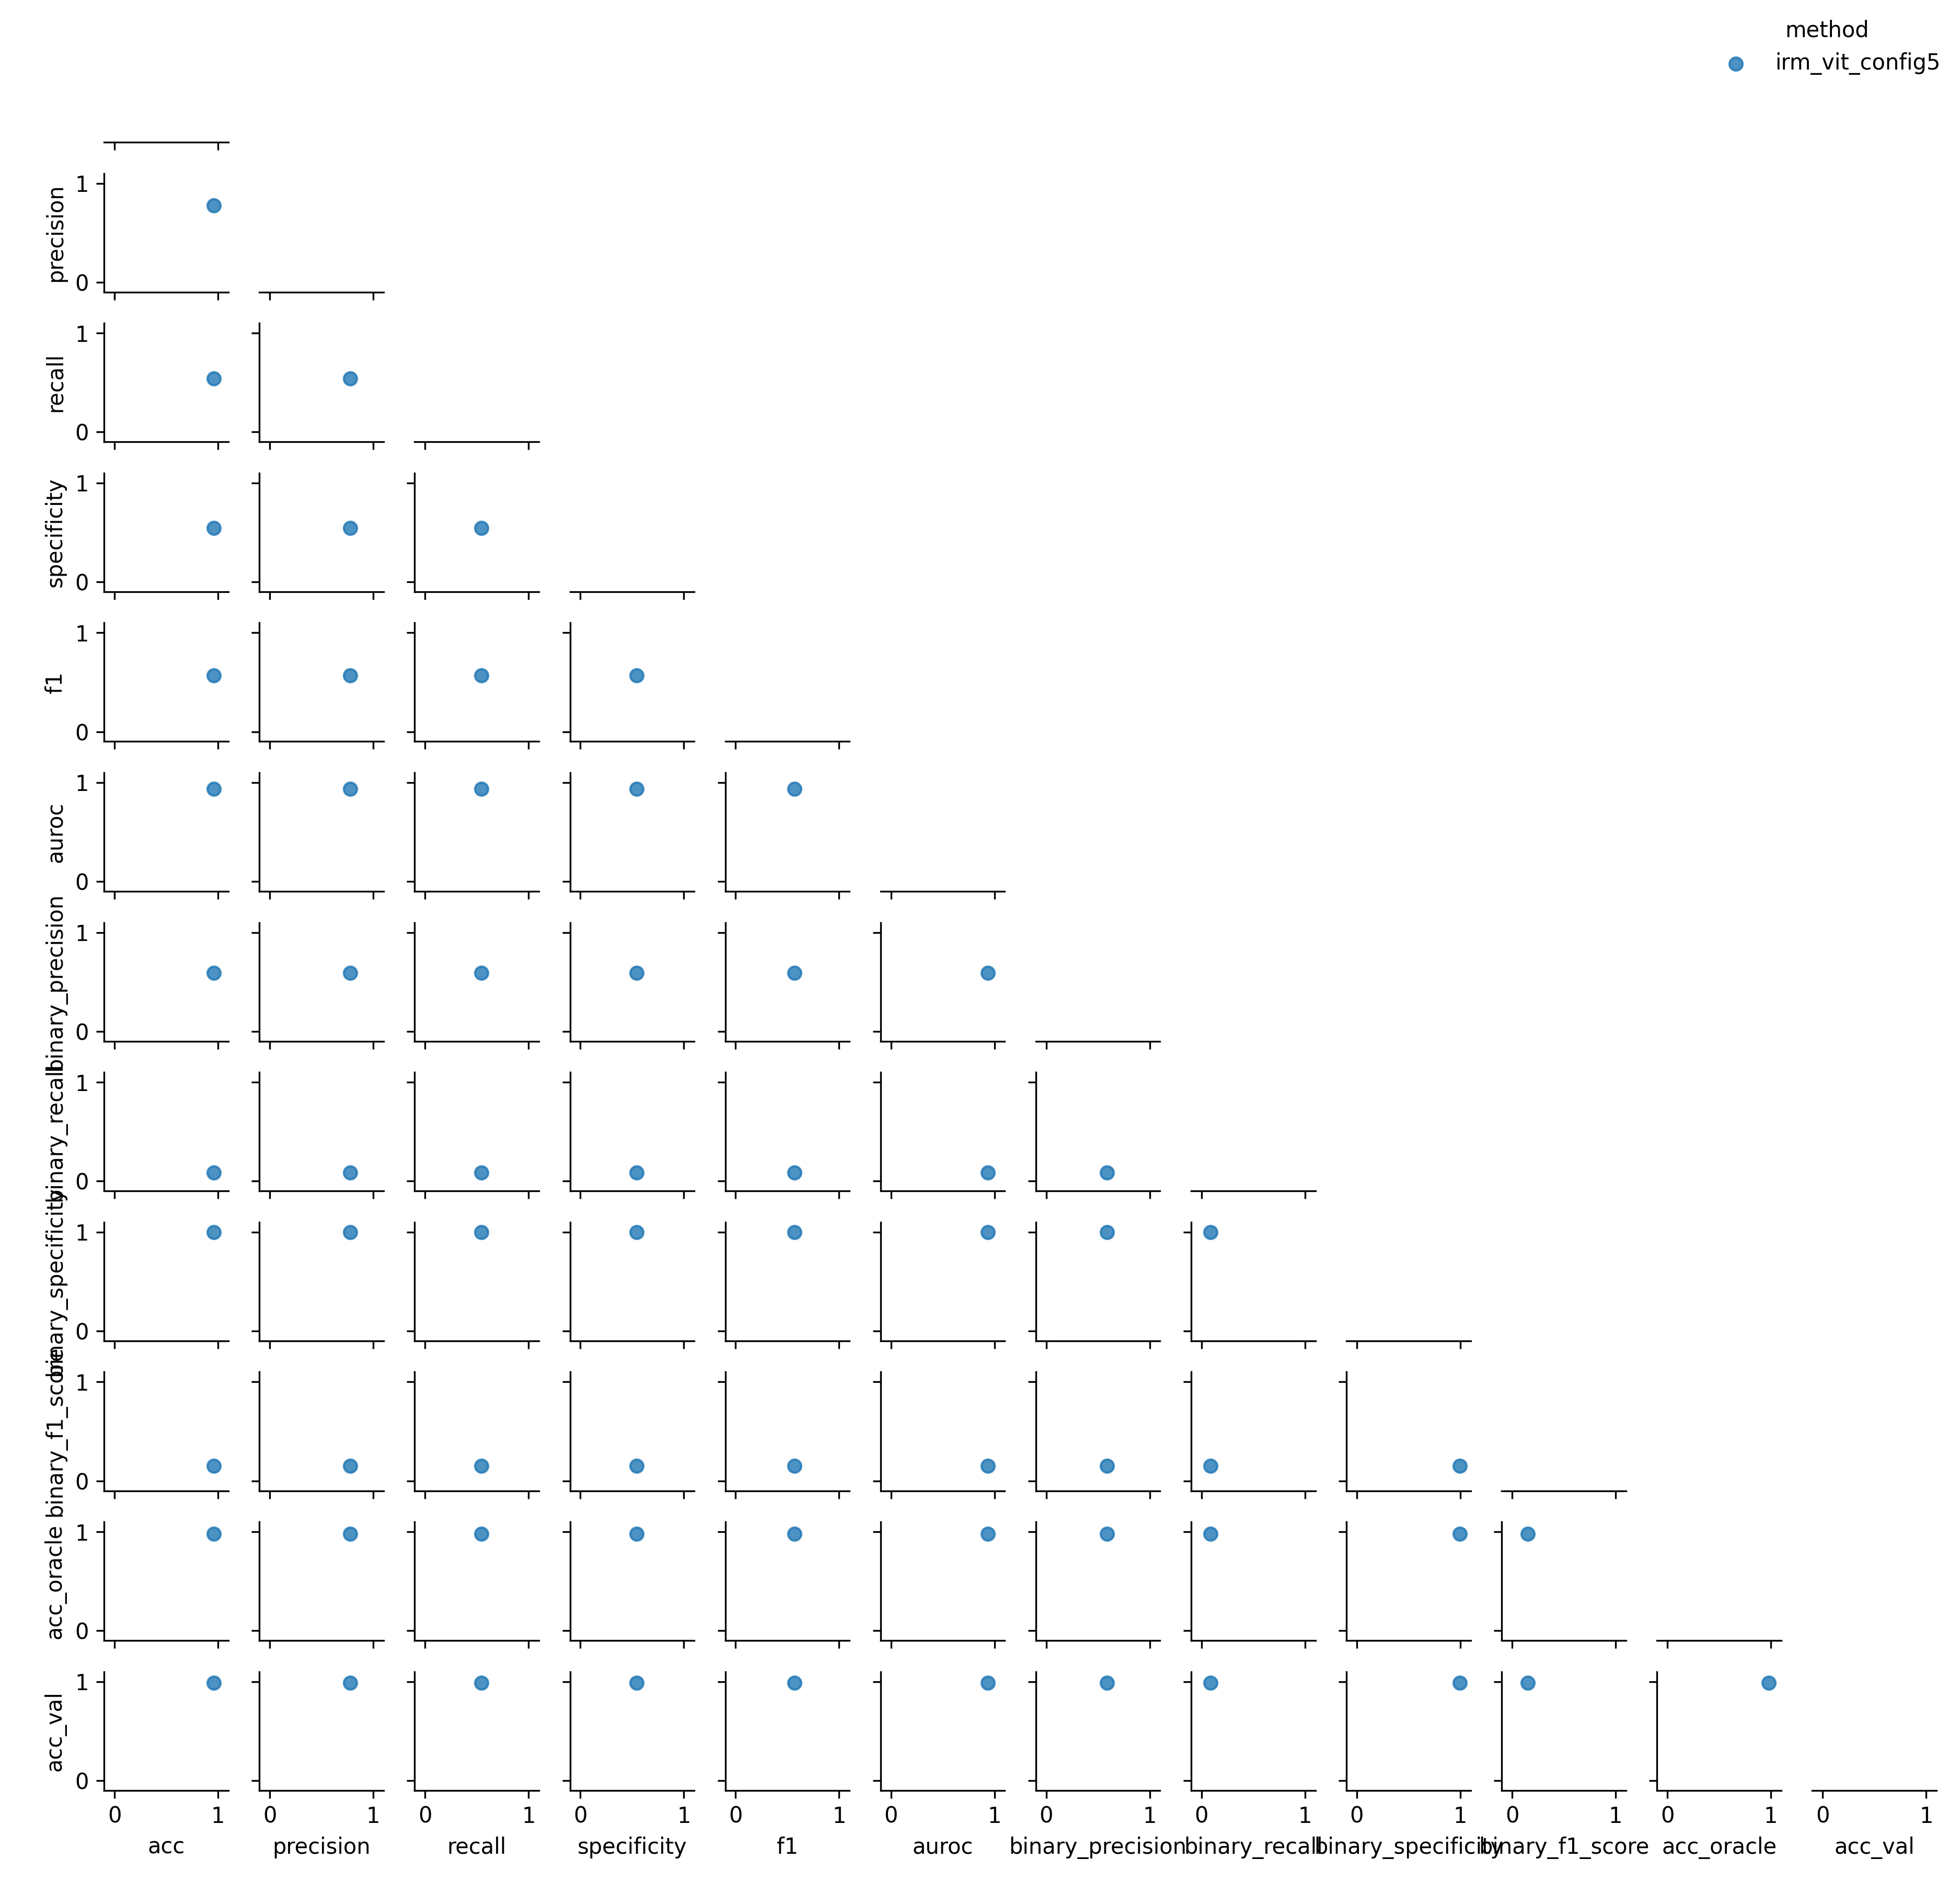 method
irm_vit_config5
precision
1
0
recall
1
0
specificity
1
0
f1
1
0
auroc
1
0
binary_precision
1
0
binary_recall
1
0
binary_specificity
1
0
binary_f1_score
1
0
acc_oracle
1
0
acc_val
1
0
0 1 0 1 0 1 0 1 0 1 0 1 0 1 0 1 0 1 0 1 0 1 0 1
acc precision recall specificity f1 auroc binary_precision binary_recall binary_specificity binary_f1_score acc_oracle acc_val